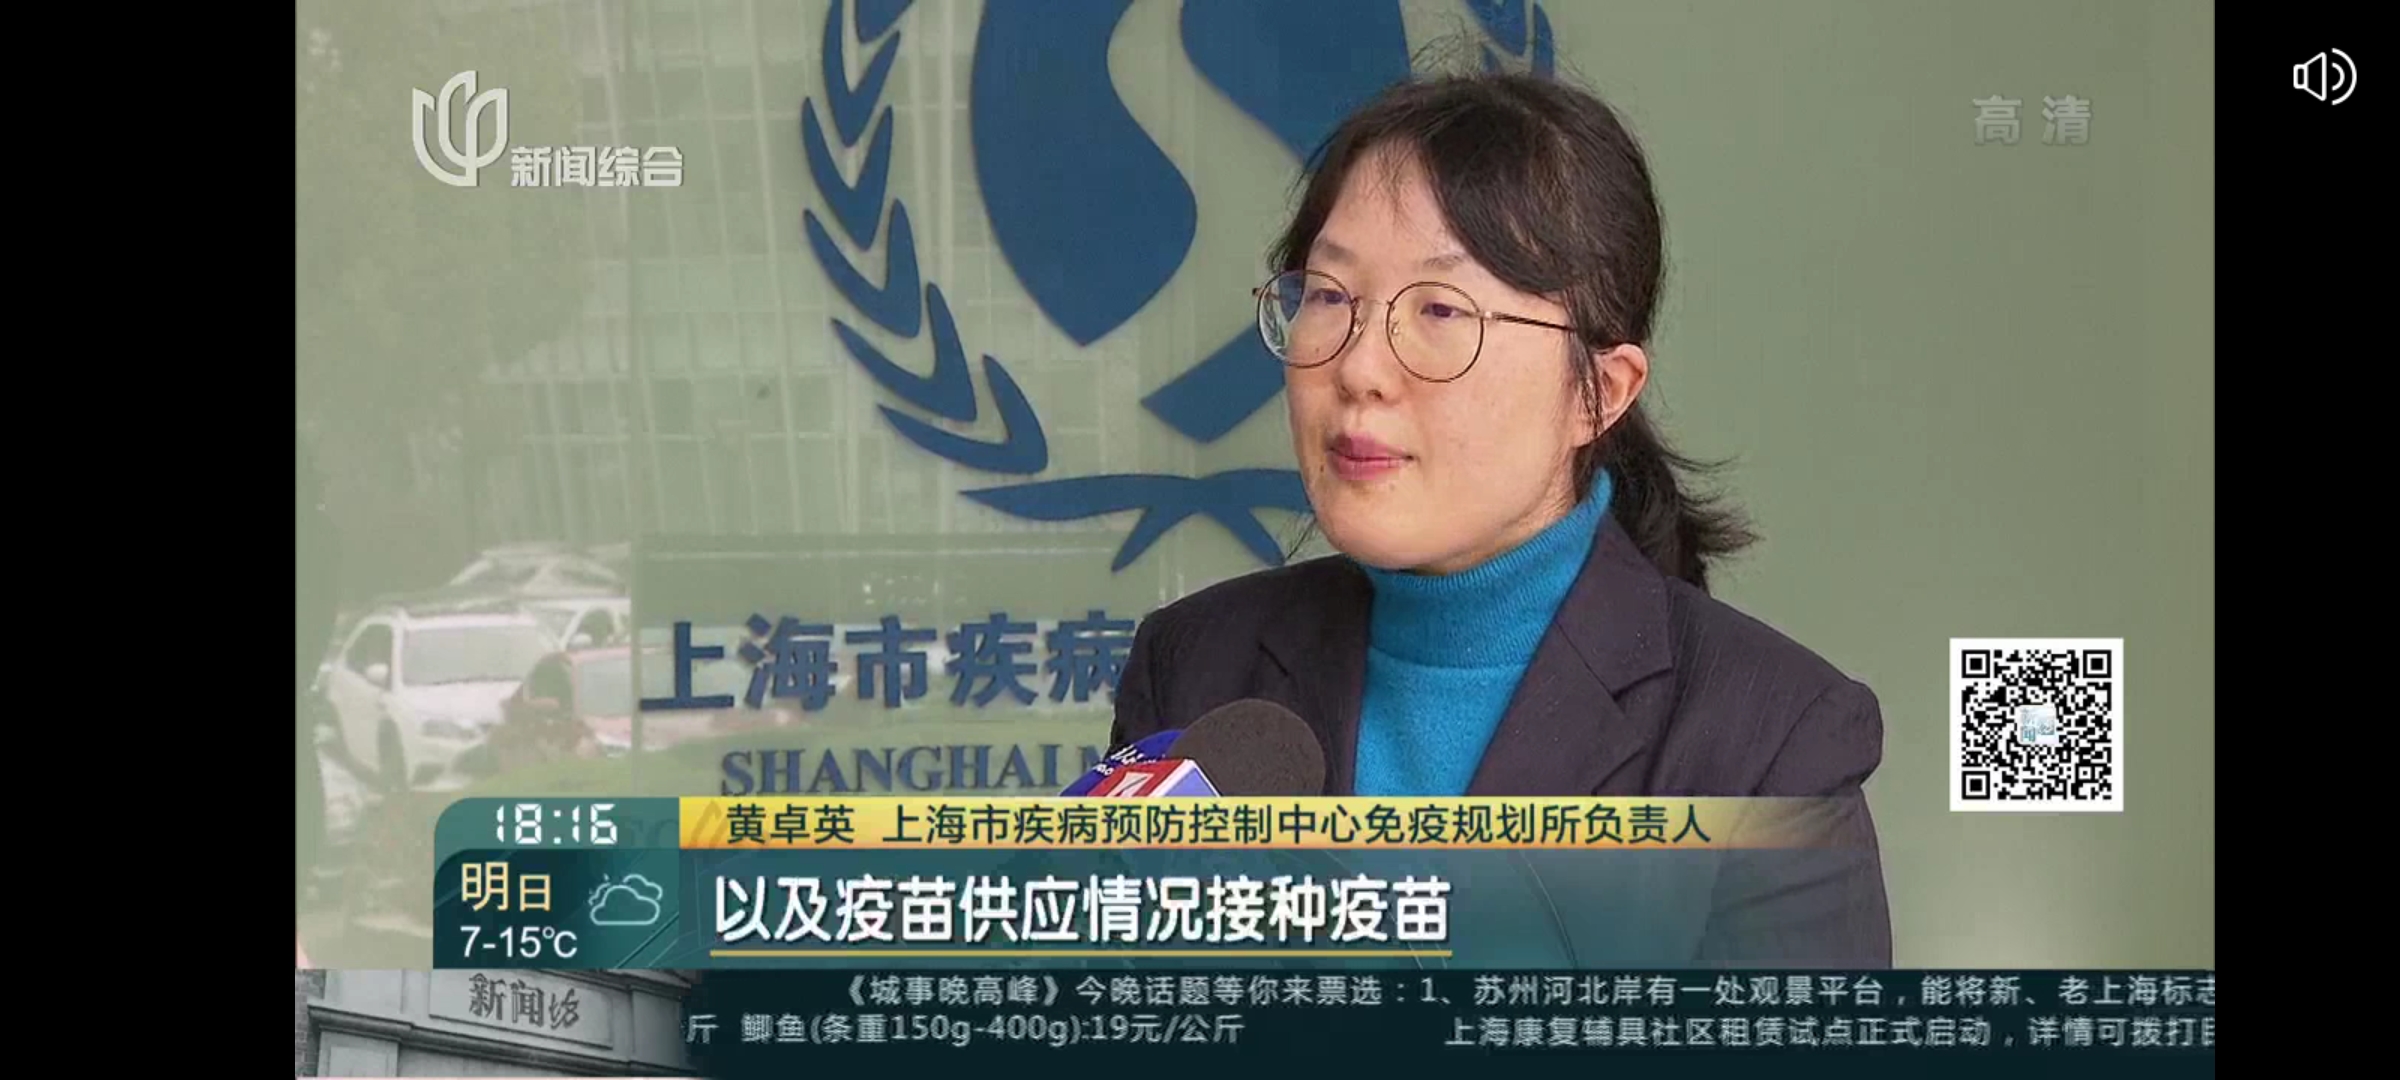 新闻综合
高清
上海市疾病
SHANGHAI
18:16
黄卓英 上海市疾病预防控制中心免疫规划所负责人
明日
7-15℃
以及疫苗供应情况接种疫苗
新闻坊
《城事晚高峰》今晚话题等你来票选：1、苏州河北岸有一处观景平台，能将新、老上海标志
斤 鲫鱼(条重150g-400g):19元/公斤 上海康复辅具社区租赁试点正式启动，详情可拨打